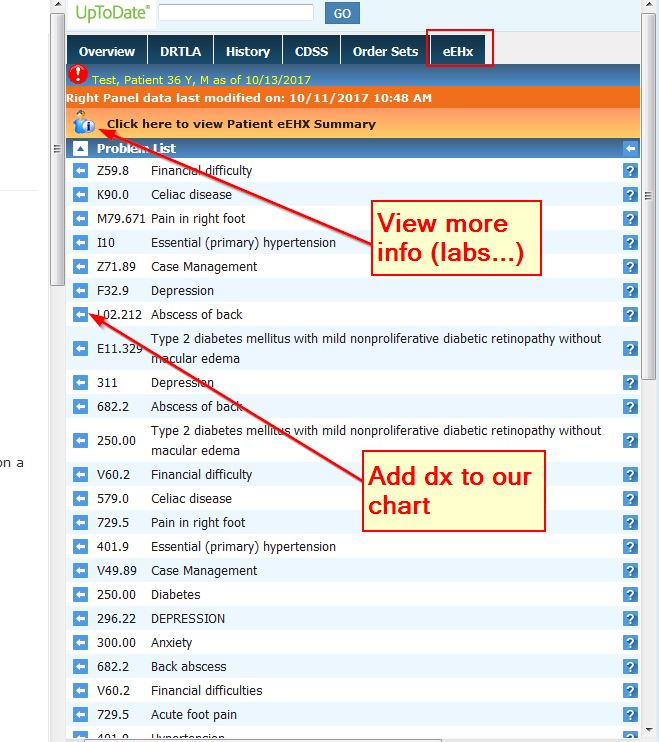 UpToDate®
GO
Overview DRTLA History CDSS Order Sets eEHx
Test, Patient 36 Y, M as of 10/13/2017
Right Panel data last modified on: 10/11/2017 10:48 AM
Click here to view Patient eEHX Summary
Problem List
Z59.8 Financial difficulty ?
K90.0 Celiac disease ?
M79.671 Pain in right foot ?
View more
info (labs...)
I10 Essential (primary) hypertension ?
Z71.89 Case Management ?
F32.9 Depression ?
L02.212 Abscess of back ?
E11.329 Type 2 diabetes mellitus with mild nonproliferative diabetic retinopathy without
macular edema ?
311 Depression ?
682.2 Abscess of back ?
250.00 Type 2 diabetes mellitus with mild nonproliferative diabetic retinopathy without
macular edema ?
on a
V60.2 Financial difficulty ?
Add dx to our
chart
579.0 Celiac disease ?
729.5 Pain in right foot ?
401.9 Essential (primary) hypertension ?
V49.89 Case Management ?
250.00 Diabetes ?
296.22 DEPRESSION ?
300.00 Anxiety ?
682.2 Back abscess ?
V60.2 Financial difficulties ?
729.5 Acute foot pain ?
401.9 Hypertension